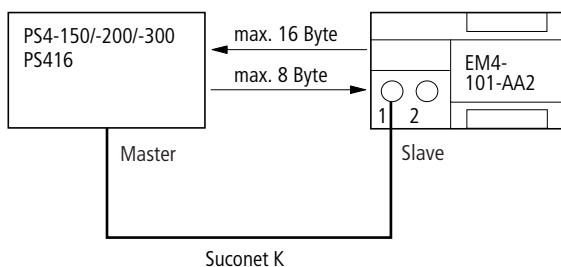 PS4-150/-200/-300
PS416
max. 16 Byte
max. 8 Byte
EM4-
101-AA2
1 2
Master
Slave
Suconet K